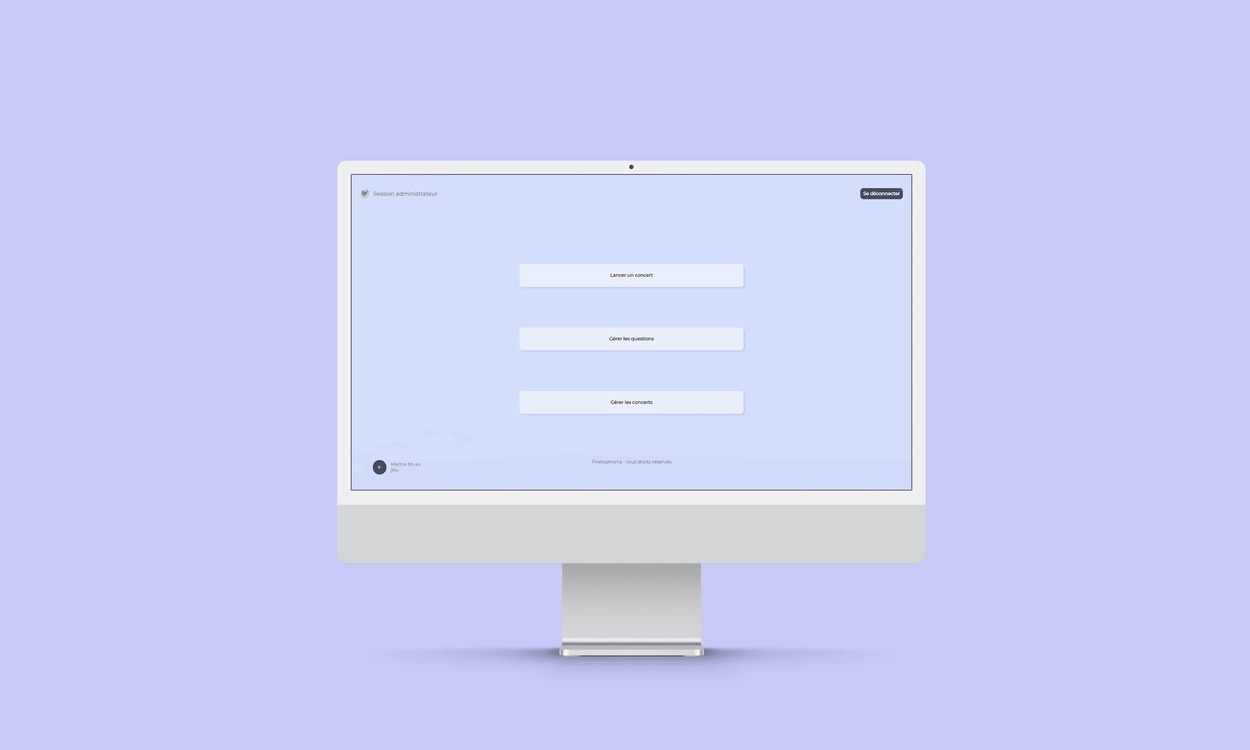 Session administrateur
Se déconnecter
Lancer un concert
Gérer les questions
Gérer les concerts
Pixelophonia - tous droits réservés
Mettre fin au
jeu